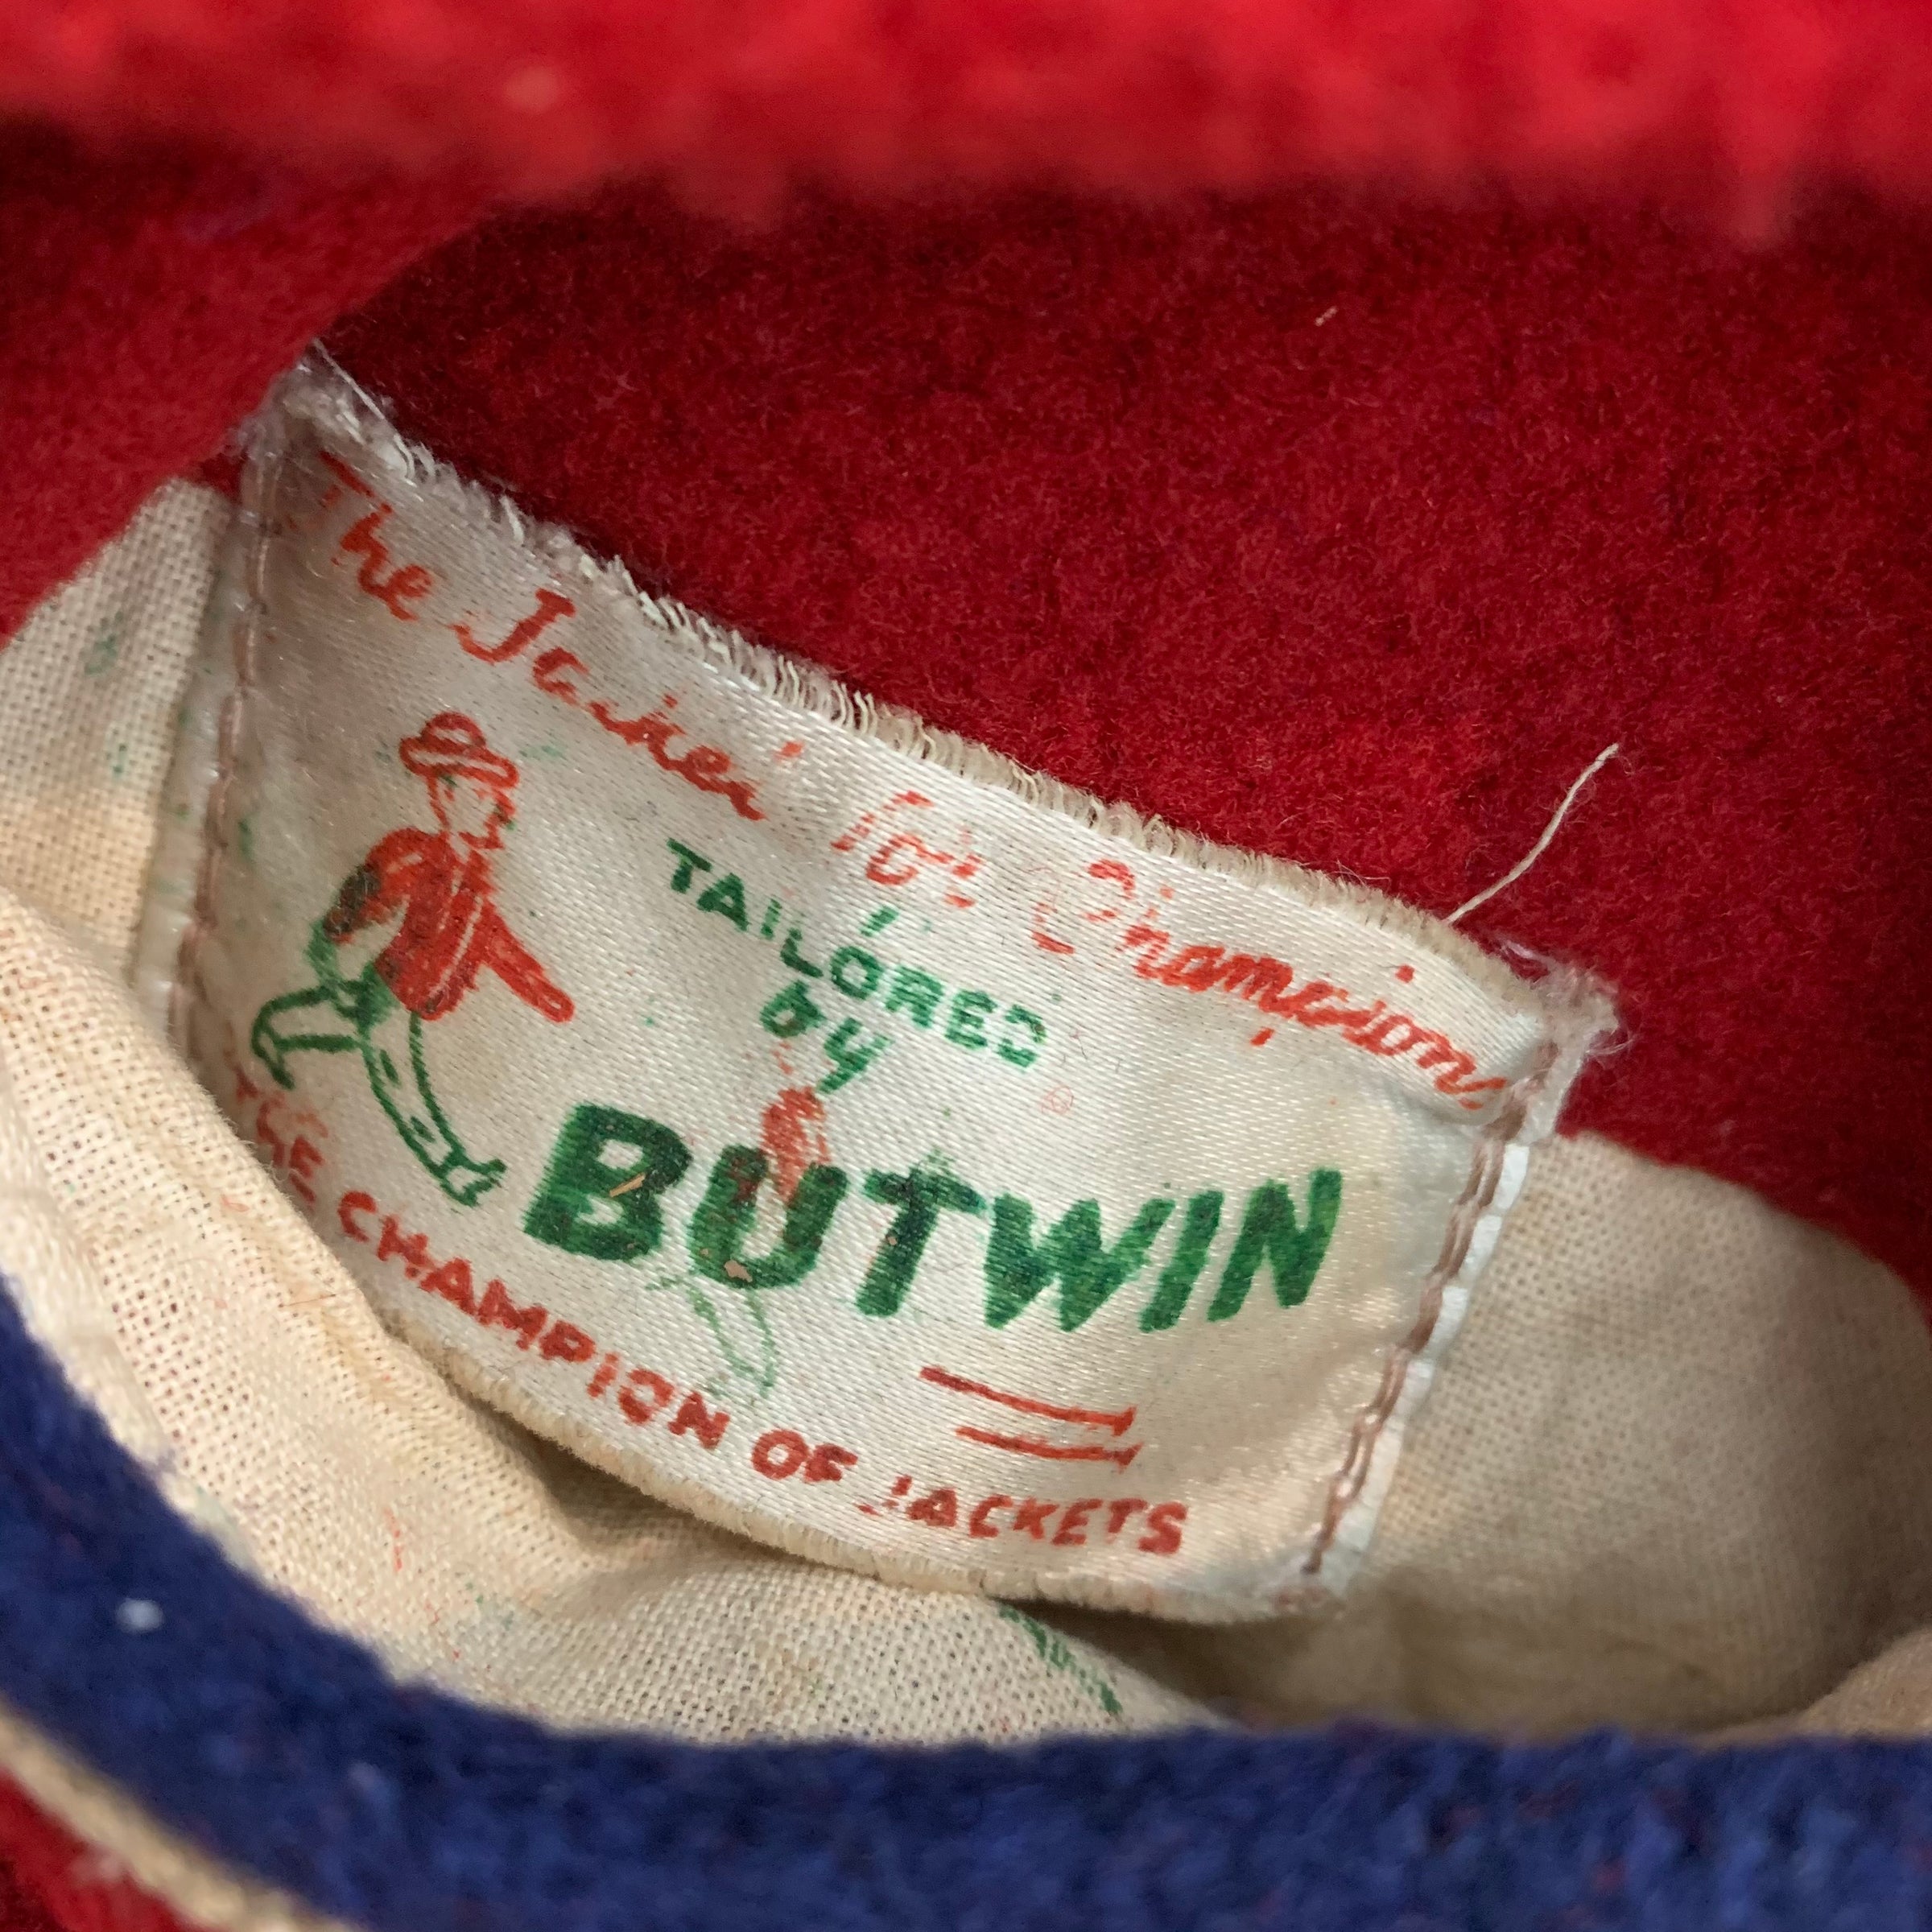 The Jacket for Champions
TAILORED
by
BUTWIN
THE CHAMPION OF JACKETS